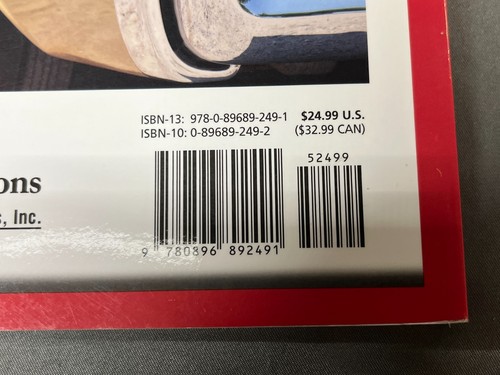 ISBN-13: 978-0-89689-249-1 $24.99 U.S.
ISBN-10: 0-89689-249-2 ($32.99 CAN)
52499
ons
s, Inc.
9 780896 892491